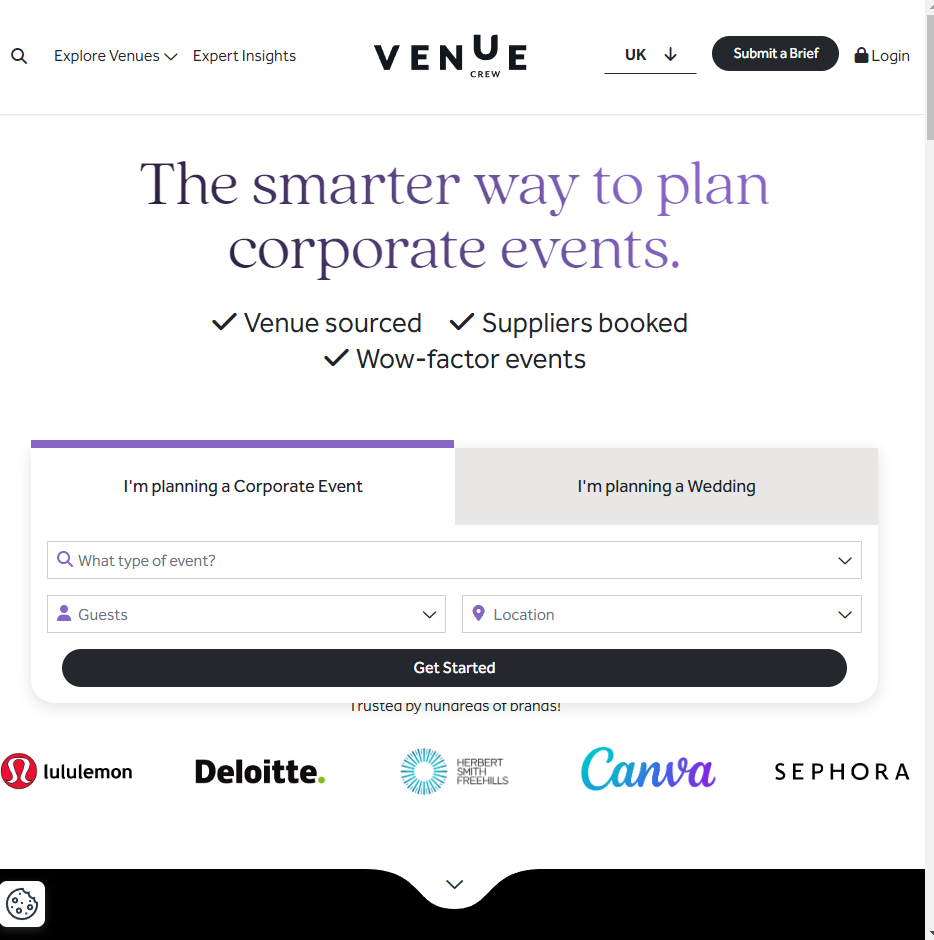 Explore Venues
Expert Insights
VENUE
CREW
UK
Submit a Brief
Login
The smarter way to plan
corporate events.
Venue sourced
Suppliers booked
Wow-factor events
I'm planning a Corporate Event
I'm planning a Wedding
What type of event?
Guests
Location
Get Started
Trusted by hundreds of brands!
lululemon
Deloitte.
HERBERT
SMITH
FREEHILLS
Canva
SEPHORA